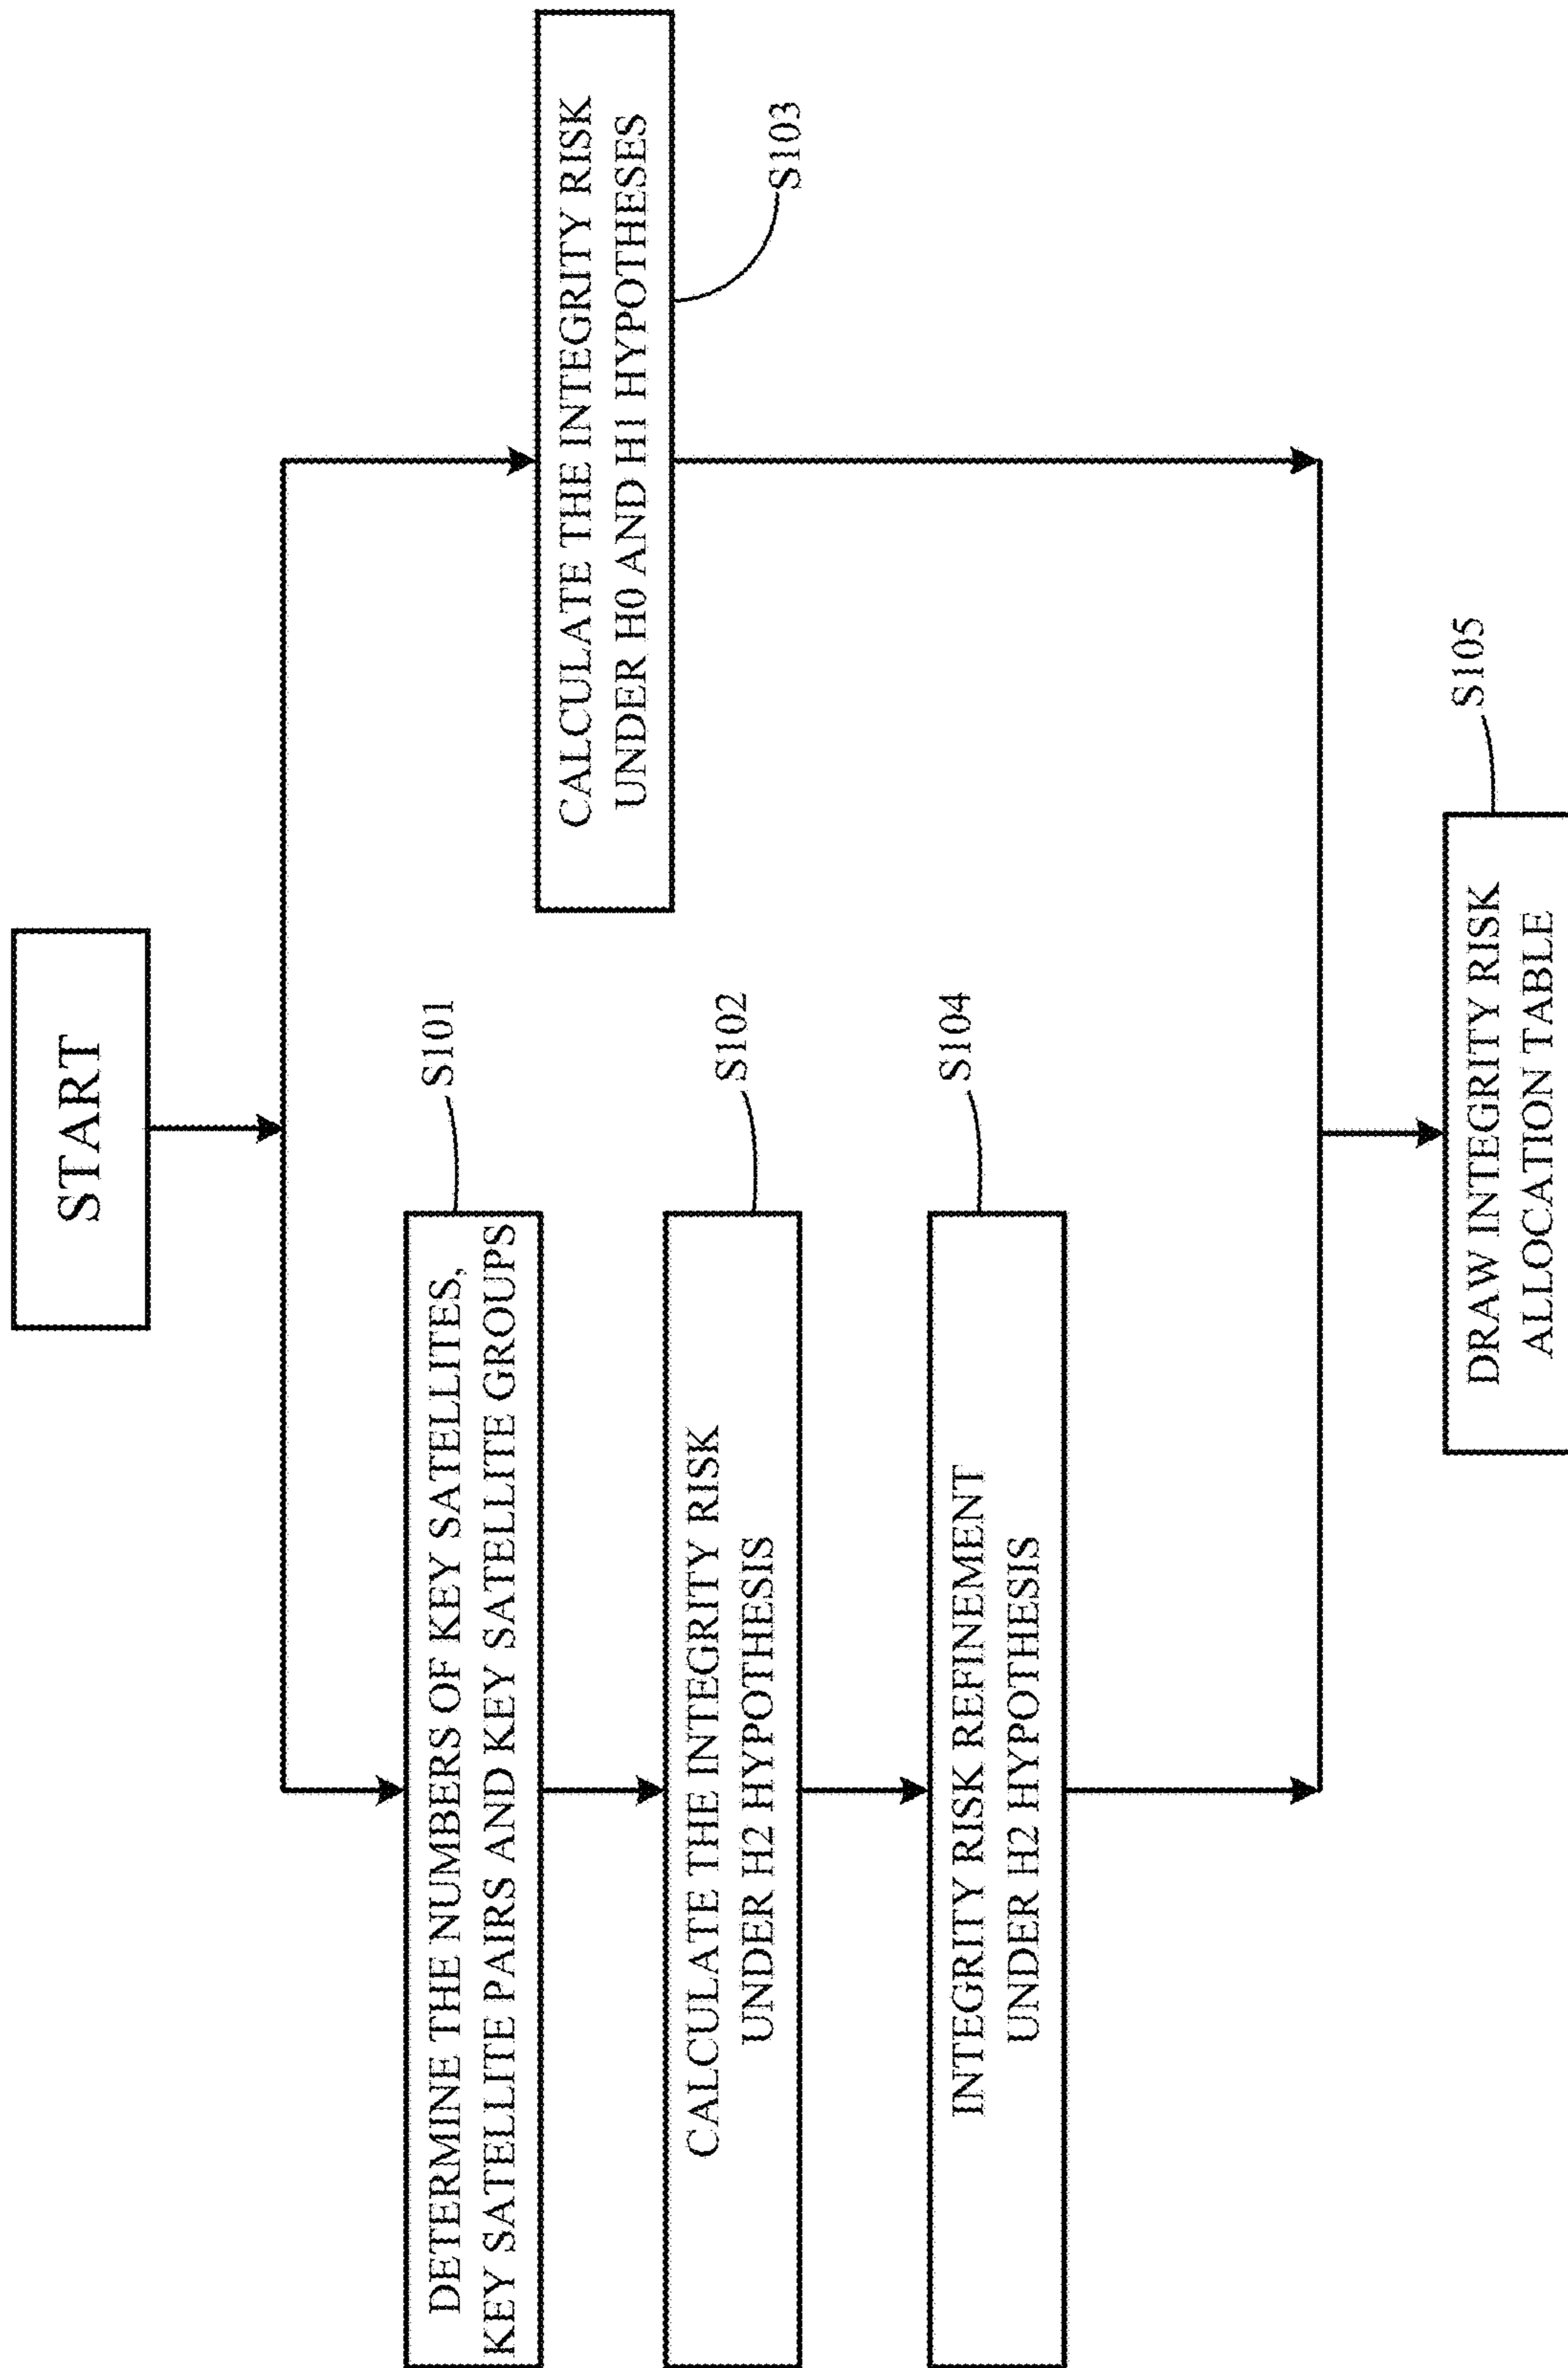 START
DETERMINE THE NUMBERS OF KEY SATELLITES,
KEY SATELLITE PAIRS AND KEY SATELLITE GROUPS
S101
CALCULATE THE INTEGRITY RISK
UNDER H2 HYPOTHESIS
S102
INTEGRITY RISK REFINEMENT
UNDER H2 HYPOTHESIS
S104
CALCULATE THE INTEGRITY RISK
UNDER H0 AND H1 HYPOTHESES
S103
DRAW INTEGRITY RISK
ALLOCATION TABLE
S105